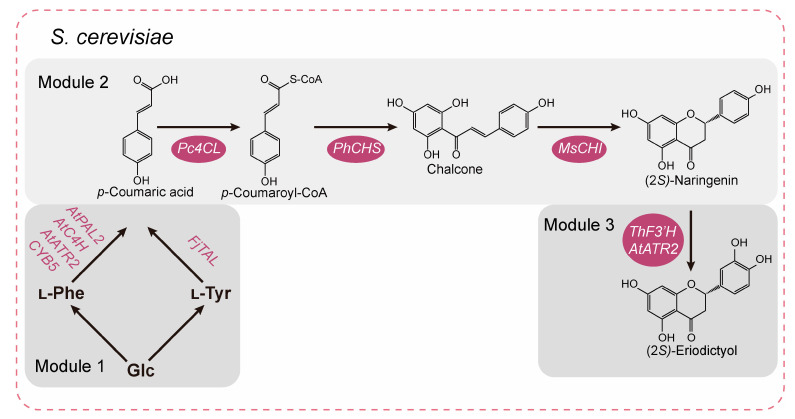 S. cerevisiae
Module 2
O
OH
OH
p-Coumaric acid
Pc4CL
O
S-CoA
OH
p-Coumaroyl-CoA
PhCHS
HO
OH
OH
O
OH
Chalcone
MsCHI
HO
O
OH
OH
O
(2S)-Naringenin
AtPAL2
AtC4H
AtATR2
CYB5
FjTAL
L-Phe
L-Tyr
Module 1
Glc
Module 3
ThF3'H
AtATR2
HO
O
OH
OH
OH
O
(2S)-Eriodictyol